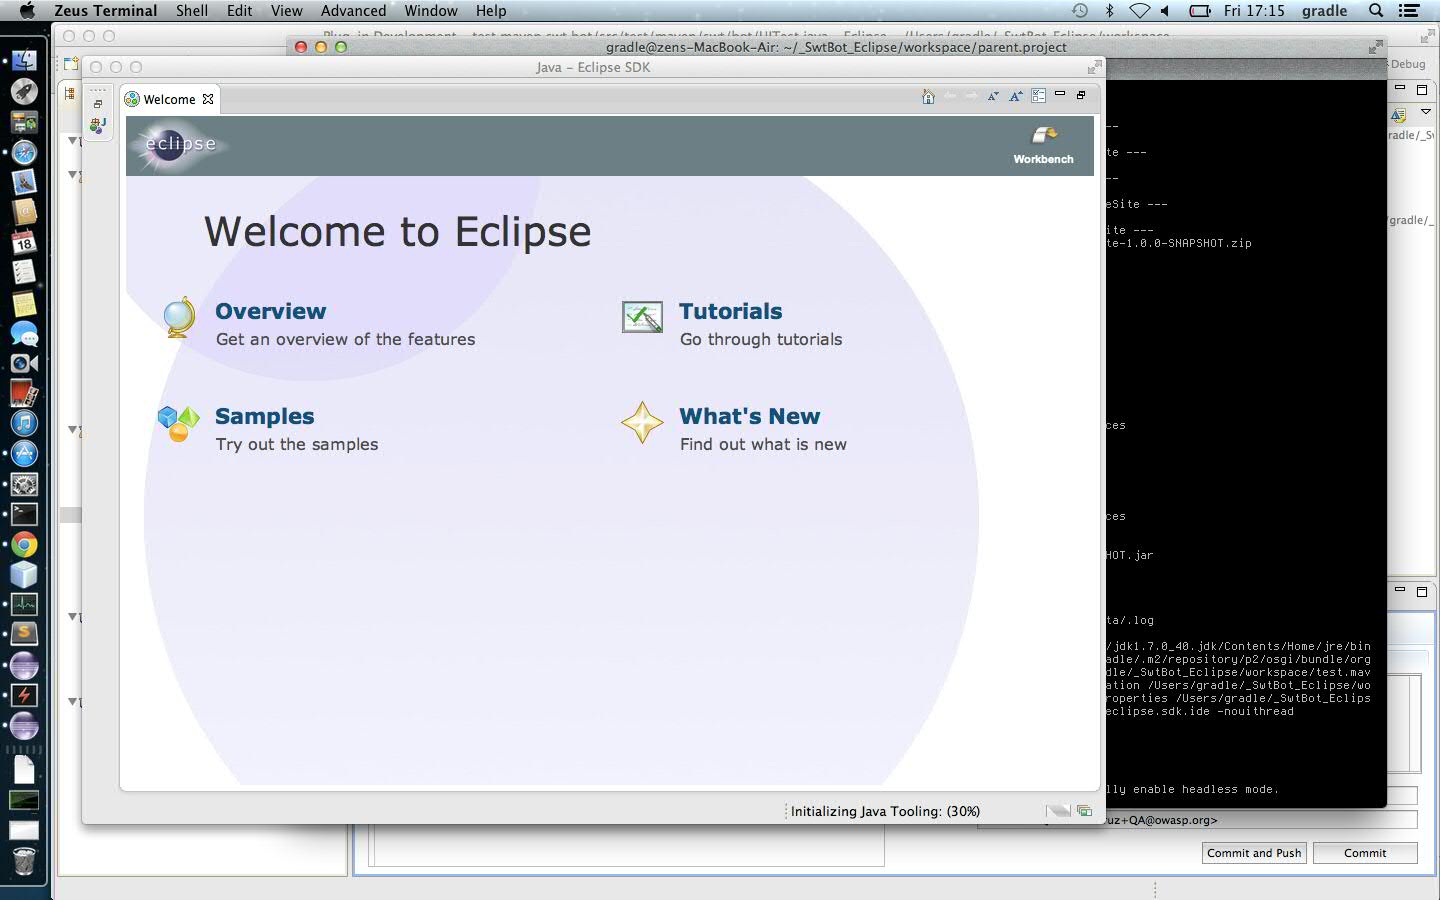 Zeus Terminal Shell Edit View Advanced Window Help
Fri 17:15 gradle
gradle@zens-MacBook-Air: ~/_SwtBot_Eclipse/workspace/parent.project
Debug
Java – Eclipse SDK
Welcome
eclipse
Workbench
Welcome to Eclipse
Overview
Get an overview of the features
Tutorials
Go through tutorials
Samples
Try out the samples
What's New
Find out what is new
Initializing Java Tooling: (30%)
18
--
te ---
--
eSite ---
ite ---
te-1.0.0-SNAPSHOT.zip
ces
ces
HOT.jar
ta/.log
/jdk1.7.0_40.jdk/Contents/Home/jre/bin
adle/.m2/repository/p2/osgi/bundle/org
dle/_SwtBot_Eclipse/workspace/test.mav
ation /Users/gradle/_SwtBot_Eclipse/wo
roperties /Users/gradle/_SwtBot_Eclips
eclipse.sdk.ide -nouithread
lly enable headless mode.
radle/_Sw
/gradle/_
ruz+QA@owasp.org>
Commit and Push
Commit